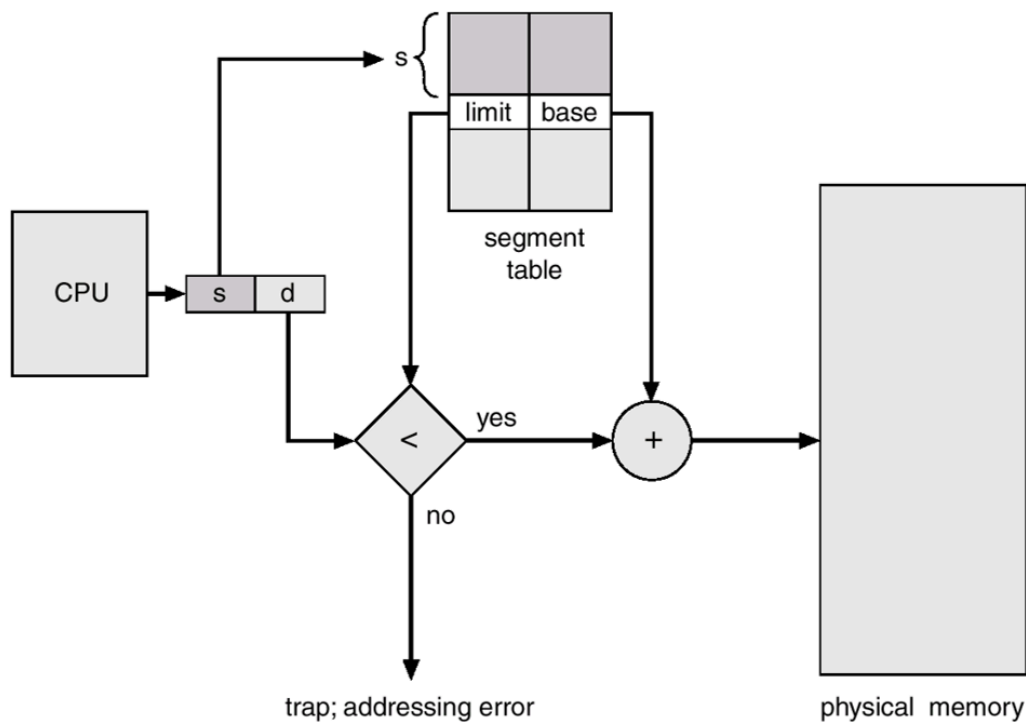 s
limit base
segment
table
CPU
s d
<
yes
+
no
trap; addressing error
physical memory